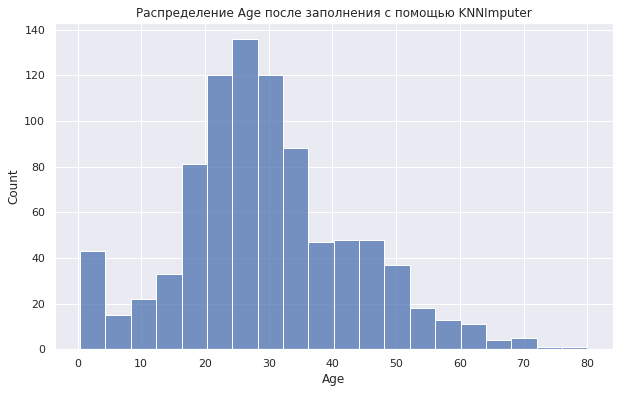 Распределение Age после заполнения с помощью KNNImputer
140
120
100
80
60
40
20
0
Count
0 10 20 30 40 50 60 70 80
Age